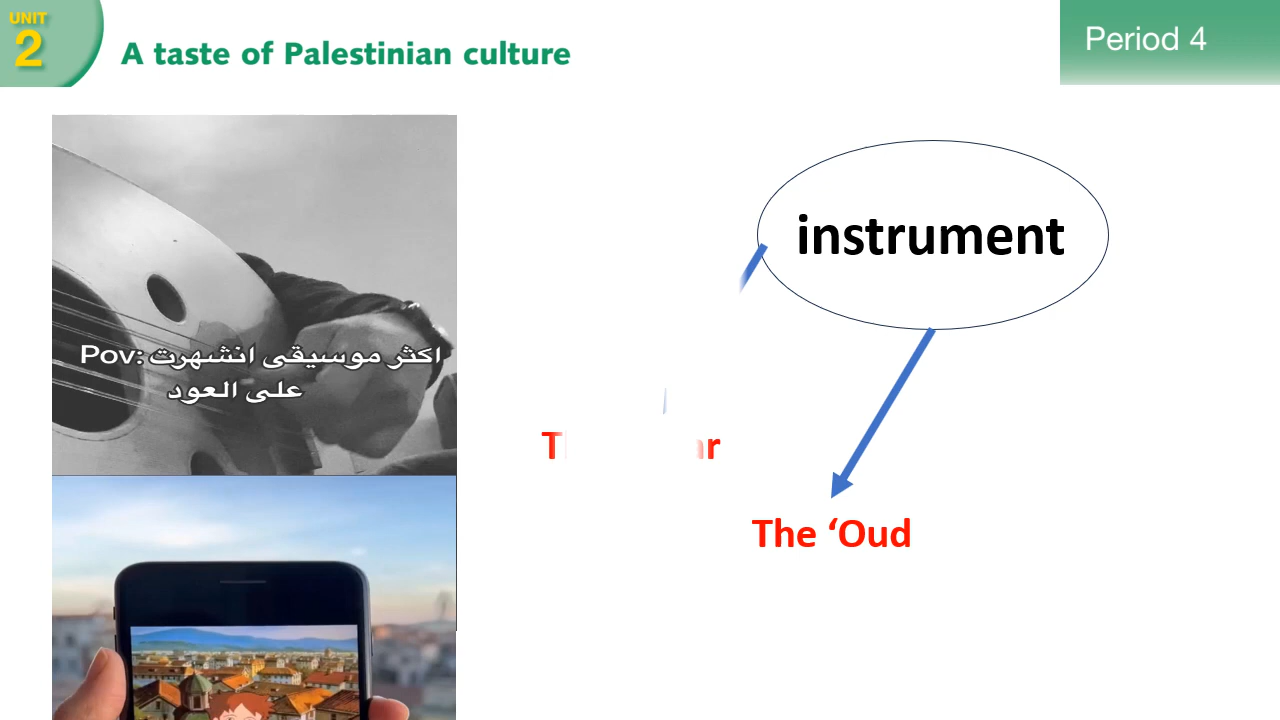 UNIT
2
A taste of Palestinian culture
Period 4
instrument
Pov: اكثر موسيقى انشهرت
على العود
The ‘Oud